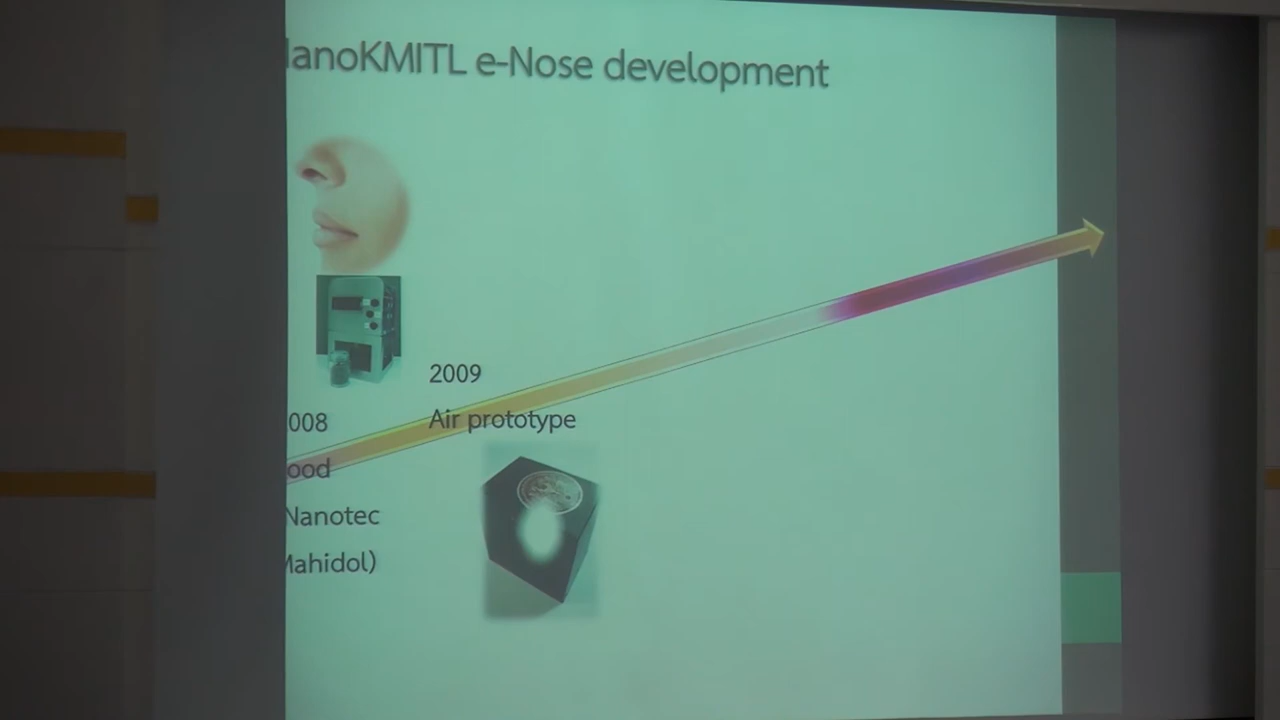 lanoKMITL e-Nose development
2009
Air prototype
008
ood
Nanotec
Mahidol)